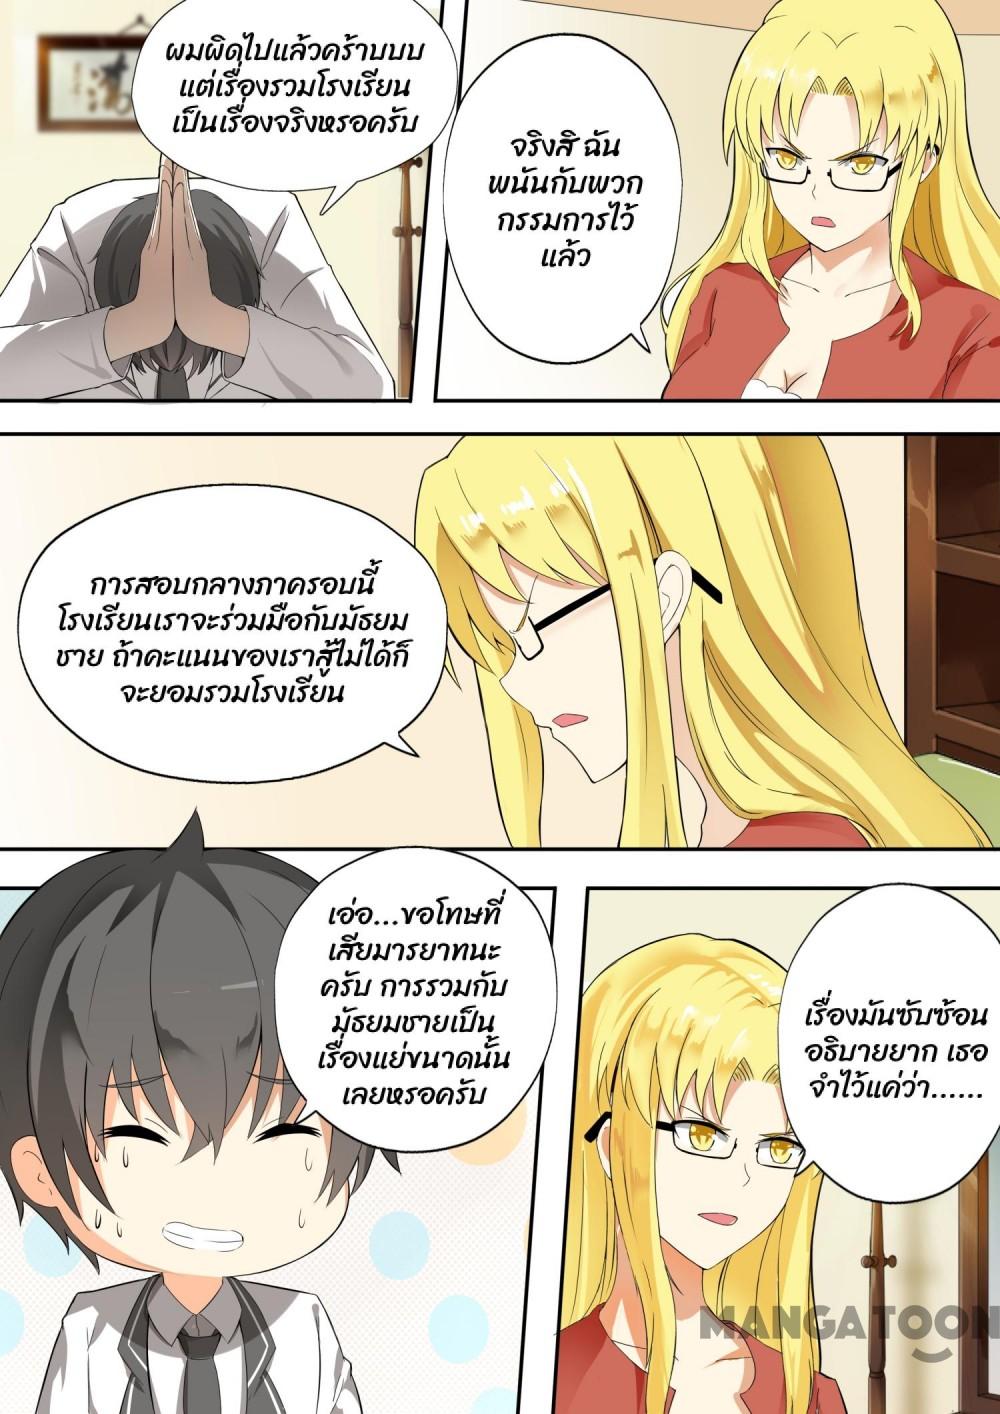 ผมผิดไปแล้วคร้าบบบ
แต่เรื่องรวมโรงเรียน
เป็นเรื่องจริงหรอครับ
จริงสิ ฉัน
พนันกับพวก
กรรมการไว้
แล้ว
การสอบกลางภาครอบนี้
โรงเรียนเราจะร่วมมือกับมัธยม
ชาย ถ้าคะแนนของเราสู้ไม่ได้ก็
จะยอมรวมโรงเรียน
เอ่อ...ขอโทษที่
เสียมารยาทนะ
ครับ การรวมกับ
มัธยมชายเป็น
เรื่องแย่ขนาดนั้น
เลยหรอครับ
เรื่องมันซับซ้อน
อธิบายยาก เธอ
จำไว้แค่ว่า......
MANGATOON